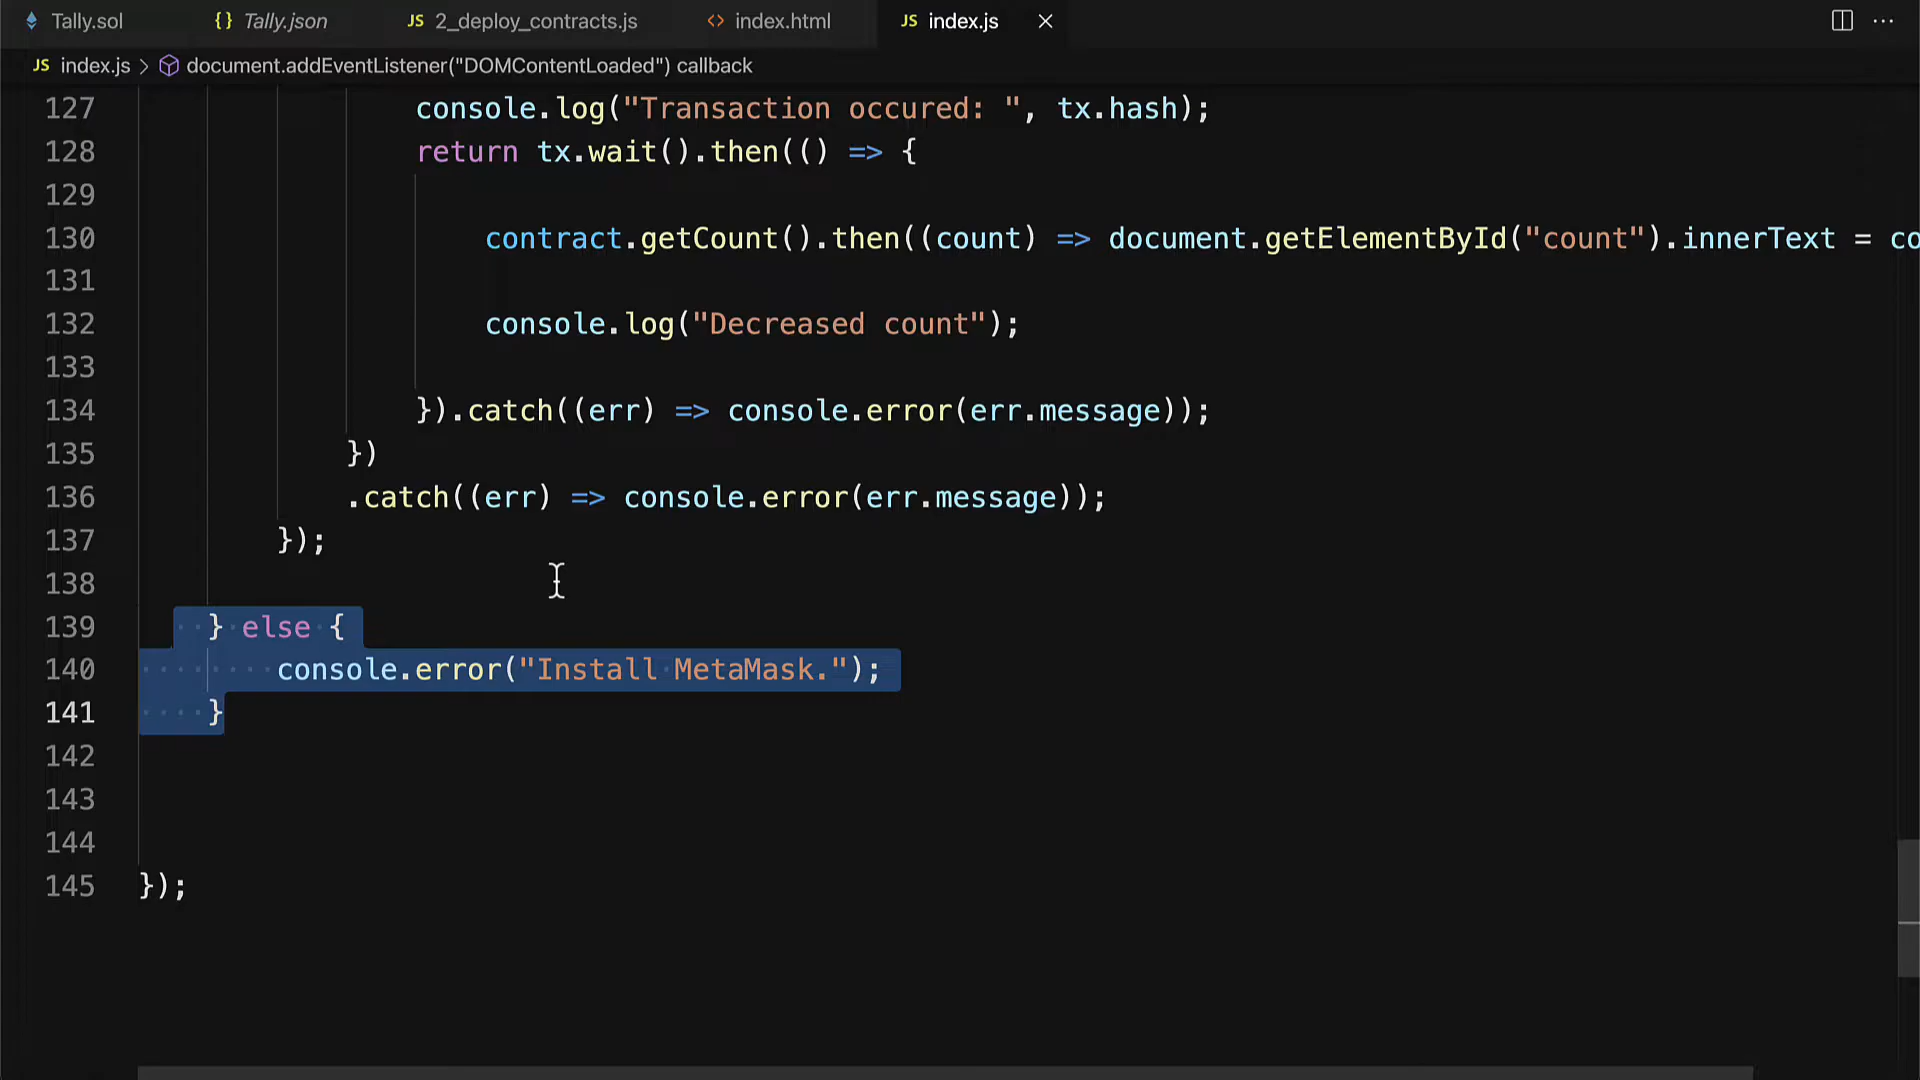 Tally.sol {} Tally.json JS 2_deploy_contracts.js <> index.html JS index.js
JS index.js > document.addEventListener("DOMContentLoaded") callback
127 console.log("Transaction occured: ", tx.hash);
128 return tx.wait().then(() => {
129
130 contract.getCount().then((count) => document.getElementById("count").innerText = co
131
132 console.log("Decreased count");
133
134 }).catch((err) => console.error(err.message));
135 })
136 .catch((err) => console.error(err.message));
137 });
138
139 } else {
140 console.error("Install MetaMask.");
141 }
142
143
144
145 });